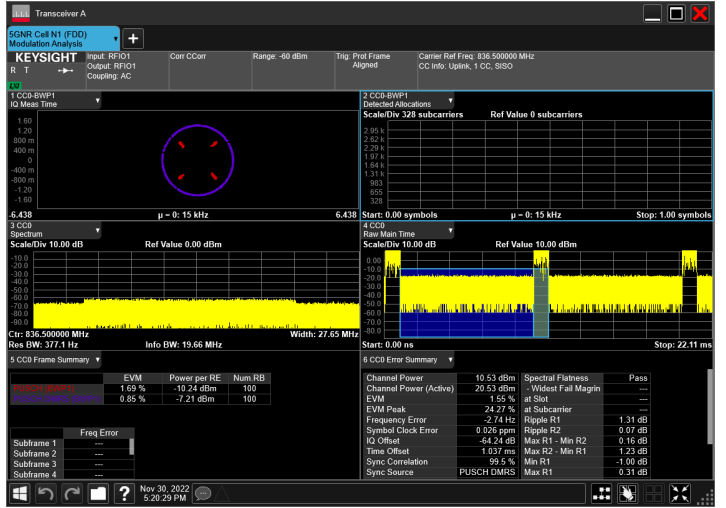 Transceiver A
5GNR Cell N1 (FDD)
Modulation Analysis
KEYSIGHT
R T
LXI
Input: RFIO1
Output: RFIO1
Coupling: AC
Corr CCorr
Range: -60 dBm
Trig: Prot Frame
Aligned
Carrier Ref Freq: 836.500000 MHz
CC Info: Uplink, 1 CC, SISO
1 CC0-BWP1
IQ Meas Time
1.60
1.20
800 m
400 m
0
-400 m
-800 m
-1.20
-1.60
-6.438
µ = 0: 15 kHz
6.438
2 CC0-BWP1
Detected Allocations
Scale/Div 328 subcarriers
Ref Value 0 subcarriers
2.95 k
2.62 k
2.29 k
1.97 k
1.64 k
1.31 k
983
655
328
Start: 0.00 symbols
µ = 0: 15 kHz
Stop: 1.00 symbols
3 CC0
Spectrum
Scale/Div 10.00 dB
Ref Value 0.00 dBm
-10.0
-20.0
-30.0
-40.0
-50.0
-60.0
-70.0
-80.0
-90.0
Ctr: 836.500000 MHz
Width: 27.65 MHz
Res BW: 377.1 Hz
Info BW: 19.66 MHz
4 CC0
Raw Main Time
Scale/Div 10.00 dB
Ref Value 10.00 dBm
0.00
-10.0
-20.0
-30.0
-40.0
-50.0
-60.0
-70.0
-80.0
Start: 0.00 ns
Stop: 22.11 ms
5 CC0 Frame Summary
EVM Power per RE Num.RB
1.69 % -10.24 dBm 100
0.85 % -7.21 dBm 100
Freq Error
Subframe 1 ---
Subframe 2 ---
Subframe 3 ---
Subframe 4 ---
6 CC0 Error Summary
Channel Power 10.53 dBm Spectral Flatness Pass
Channel Power (Active) 20.53 dBm - Widest Fail Magrin ---
EVM 1.55 % at Slot ---
EVM Peak 24.27 % at Subcarrier ---
Frequency Error -2.74 Hz Ripple R1 1.31 dB
Symbol Clock Error 0.026 ppm Ripple R2 0.07 dB
IQ Offset -64.24 dB Max R1 - Min R2 0.16 dB
Time Offset 1.037 ms Max R2 - Min R1 1.23 dB
Sync Correlation 99.5 % Min R1 -1.00 dB
Sync Source PUSCH DMRS Max R1 0.31 dB
Nov 30, 2022
5:20:29 PM